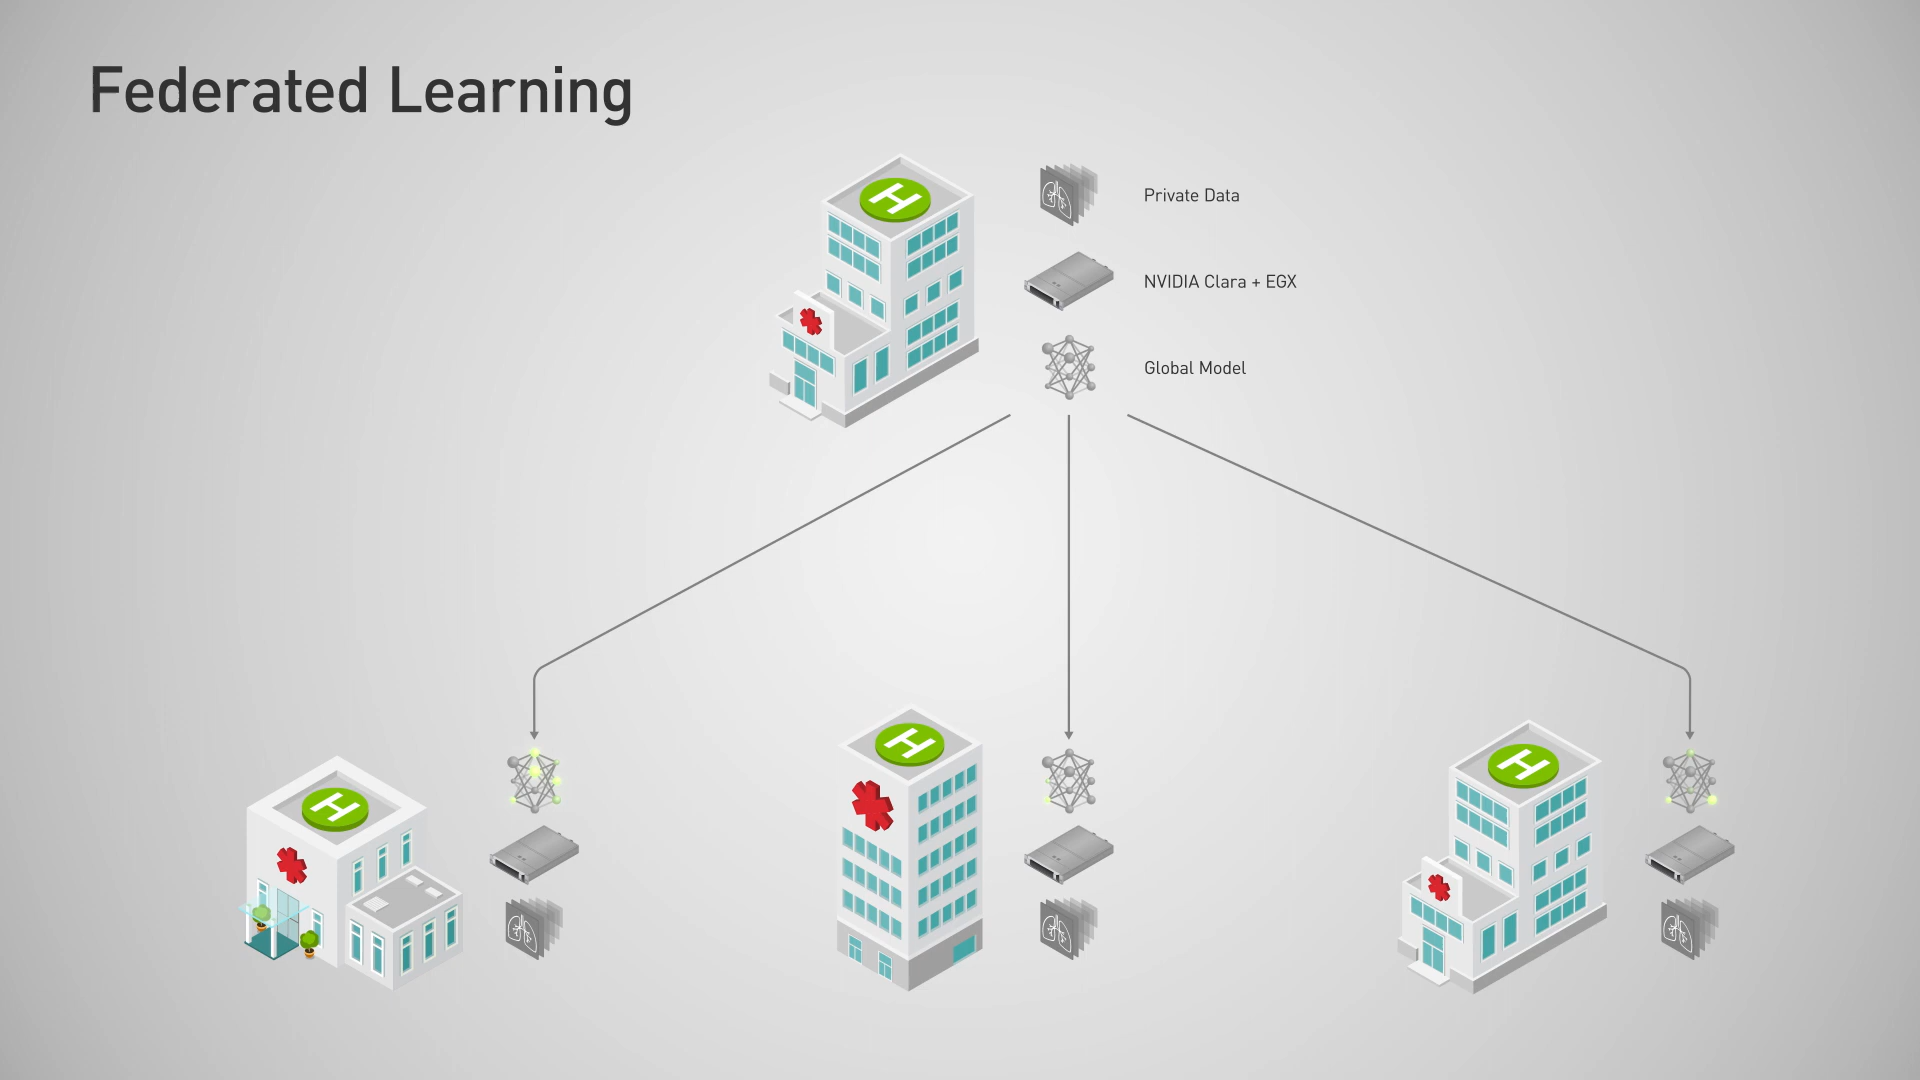 Federated Learning
H
Private Data
NVIDIA Clara + EGX
Global Model
H
H
H